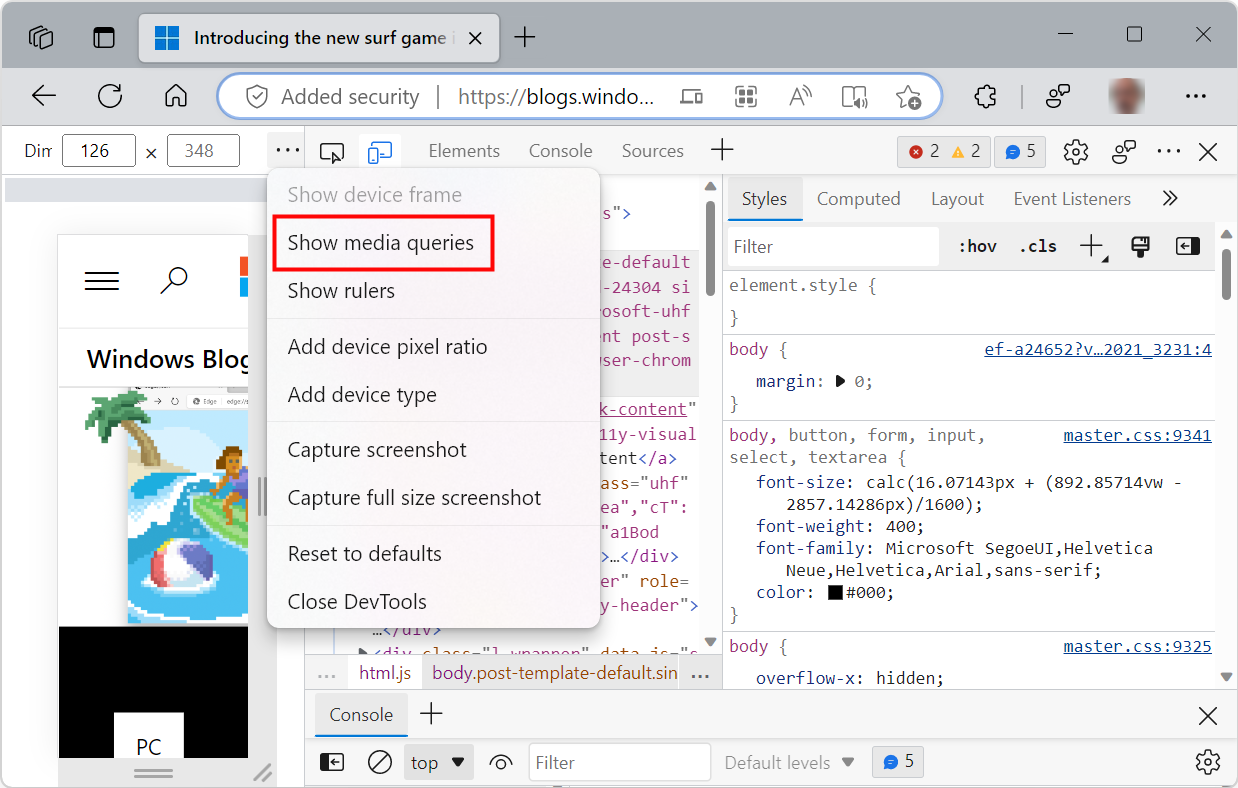 Introducing the new surf game i
Added security
https://blogs.windo...
Dim
126
×
348
Elements
Console
Sources
2
2
5
Show device frame
Show media queries
Show rulers
Add device pixel ratio
Add device type
Capture screenshot
Capture full size screenshot
Reset to defaults
Close DevTools
Windows Blog
Edge
PC
s">
e-default
-24304 si
osoft-uhf
nt post-s
ser-chrom
k-content"
11y-visual
tent</a>
ass="uhf"
ea","cT":
"a1Bod
>…</div>
er" role=
y-header">
…</div>
<div class="l-wrapper" data-js="s
...
html.js
body.post-template-default.sin
...
Styles
Computed
Layout
Event Listeners
Filter
:hov
.cls
element.style {
}
body {
ef-a24652?v…2021_3231:4
margin: ▶ 0;
}
body, button, form, input,
master.css:9341
select, textarea {
font-size: calc(16.07143px + (892.85714vw -
2857.14286px)/1600);
font-weight: 400;
font-family: Microsoft SegoeUI,Helvetica
Neue,Helvetica,Arial,sans-serif;
color: #000;
}
body {
master.css:9325
overflow-x: hidden;
Console
top
Filter
Default levels
5